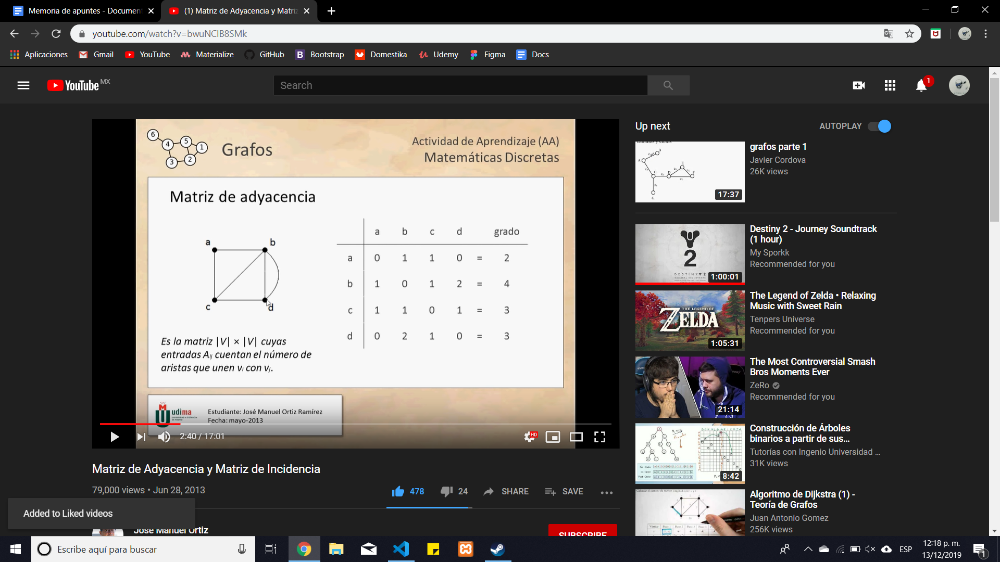 Memoria de apuntes - Documen
(1) Matriz de Adyacencia y Matriz
youtube.com/watch?v=bwuNCIB8SMk
Aplicaciones
Gmail
YouTube
Materialize
GitHub
Bootstrap
Domestika
Udemy
Figma
Docs
YouTube MX
Search
1
6
4
5
1
3
2
Grafos
Actividad de Aprendizaje (AA)
Matemáticas Discretas
Matriz de adyacencia
a
b
c
d
a b c d grado
a 0 1 1 0 = 2
b 1 0 1 2 = 4
c 1 1 0 1 = 3
d 0 2 1 0 = 3
Es la matriz |V| × |V| cuyas
entradas Aij cuentan el número de
aristas que unen vi con vj.
udima
Estudiante: José Manuel Ortiz Ramírez
Fecha: mayo-2013
2:40 / 17:01
HD
Matriz de Adyacencia y Matriz de Incidencia
79,000 views • Jun 28, 2013
478
24
SHARE
SAVE
Added to Liked videos
José Manuel Ortiz
SUBSCRIBE
Up next
AUTOPLAY
17:37
grafos parte 1
Javier Cordova
26K views
2
DESTINY 2
1:00:01
Destiny 2 - Journey Soundtrack
(1 hour)
My Sporkk
Recommended for you
THE LEGEND OF
ZELDA
1:05:31
The Legend of Zelda • Relaxing
Music with Sweet Rain
Tenpers Universe
Recommended for you
21:14
The Most Controversial Smash
Bros Moments Ever
ZeRo
Recommended for you
n=13
8:42
Construcción de Árboles
binarios a partir de sus...
Tutorías con Ingenio Universidad ...
31K views
Algoritmo de Dijkstra (1) -
Teoría de Grafos
Juan Antonio Gomez
256K views
Escribe aquí para buscar
ESP
12:18 p. m.
13/12/2019
1